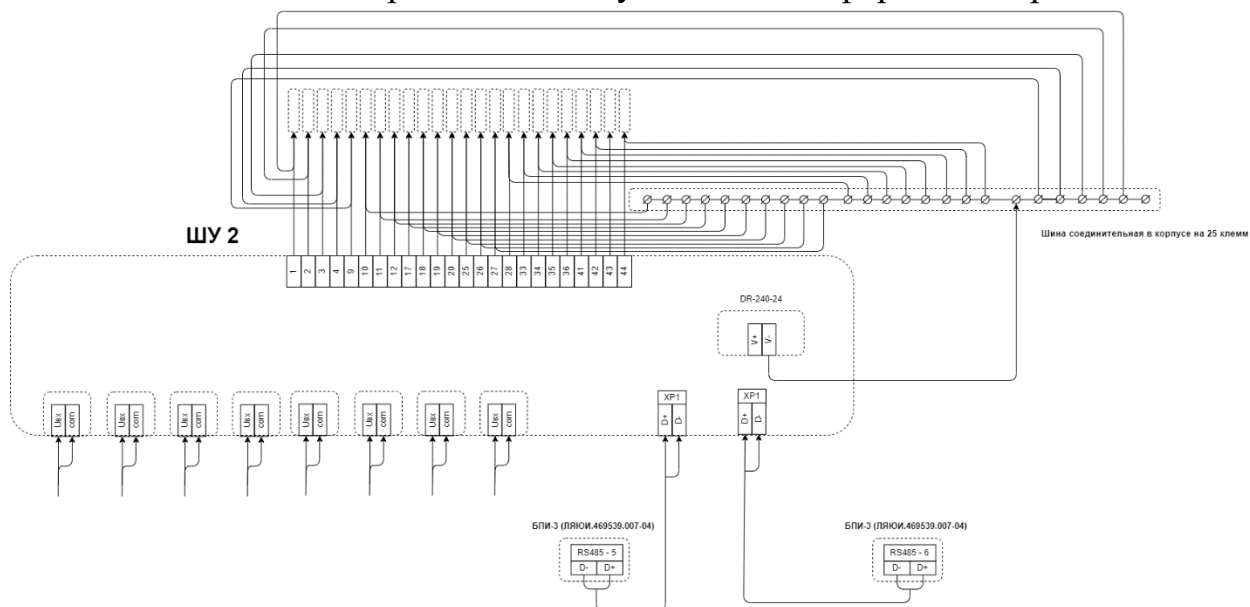 Шина соединительная в корпусе на 25 клемм
ШУ 2
1 2 3 4 9 10 11 12 17 18 19 20 25 26 27 28 33 34 35 36 41 42 43 44
DR-240-24
V+ V-
Uвх com Uвх com Uвх com Uвх com Uвх com Uвх com Uвх com Uвх com
XP1 XP1
D+ D- D+ D-
БПИ-3 (ЛЯЮИ.469539.007-04) БПИ-3 (ЛЯЮИ.469539.007-04)
RS485 - 5 RS485 - 6
D- D+ D- D+